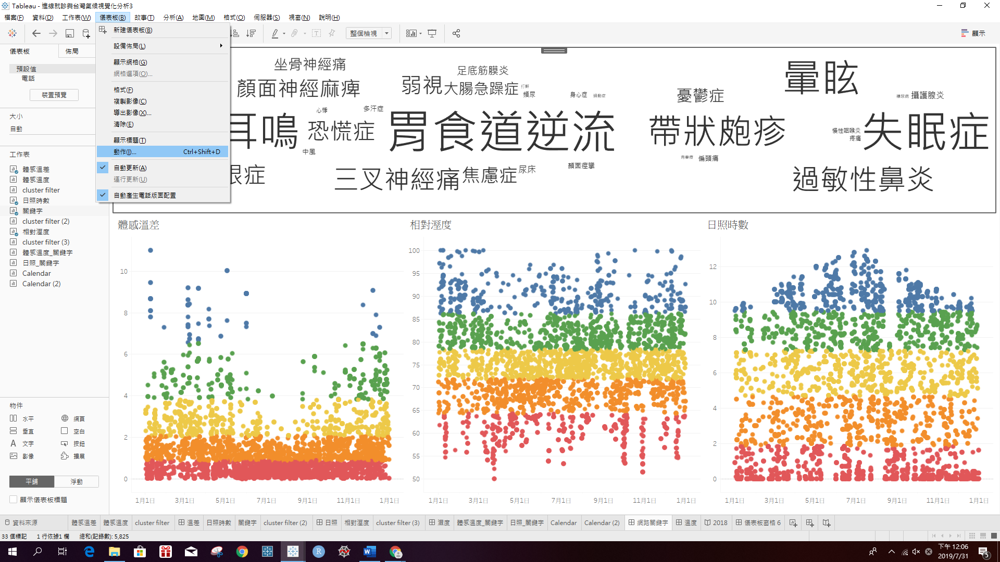 Tableau - 進線就診與台灣氣候視覺化分析3
檔案(F) 資料(D) 工作表(W) 儀表板(B) 故事(T) 分析(A) 地圖(M) 格式(O) 伺服器(S) 視窗(N) 說明(H)
整個檢視
顯示
新建儀表板(B)
設備佈局(L)
顯示網格(G)
網格選項(O)...
格式(F)
複製影像(C)
導出影像(X)...
清除(E)
顯示標題(T)
動作(I)... Ctrl+Shift+D
自動更新(A)
運行更新(U)
自動產生電話版面配置
儀表板 佈局
預設值
電話
裝置預覽
大小
自動
工作表
體感溫差
體感溫度
cluster filter
日照時數
關鍵字
cluster filter (2)
相對溼度
cluster filter (3)
體感溫度_關鍵字
日照_關鍵字
Calendar
Calendar (2)
物件
水平 網頁
垂直 空白
文字 按鈕
影像 擴展
平鋪 浮動
顯示儀表板標題
坐骨神經痛 足底筋膜炎 暈眩
顏面神經麻痺 弱視 大腸急躁症 打鼾 頻尿 身心症 過動症 憂鬱症 糖尿病 攝護腺炎
心悸 多汗症
耳鳴 恐慌症 胃食道逆流 帶狀皰疹 慢性咽喉炎 疼痛 失眠症
中風 青春痘 偏頭痛
眼症 三叉神經痛 焦慮症 尿床 顏面痙攣 過敏性鼻炎
體感溫差 相對溼度 日照時數
10
8
6
4
2
0
1月1日 3月1日 5月1日 7月1日 9月1日 11月1日 1月1日
100
95
90
85
80
75
70
65
60
55
50
1月1日 3月1日 5月1日 7月1日 9月1日 11月1日 1月1日
12
10
8
6
4
2
0
1月1日 3月1日 5月1日 7月1日 9月1日 11月1日 1月1日
資料來源 體感溫差 體感溫度 cluster filter 溫差 日照時數 關鍵字 cluster filter (2) 日照 相對溼度 cluster filter (3) 濕度 體感溫度_關鍵字 日照_關鍵字 Calendar Calendar (2) 網路關鍵字 溫度 2018 儀表板窗格 6
33 個標記 1 行依據1 欄 總和(記錄數): 5,825
下午 12:06
2019/7/31
5